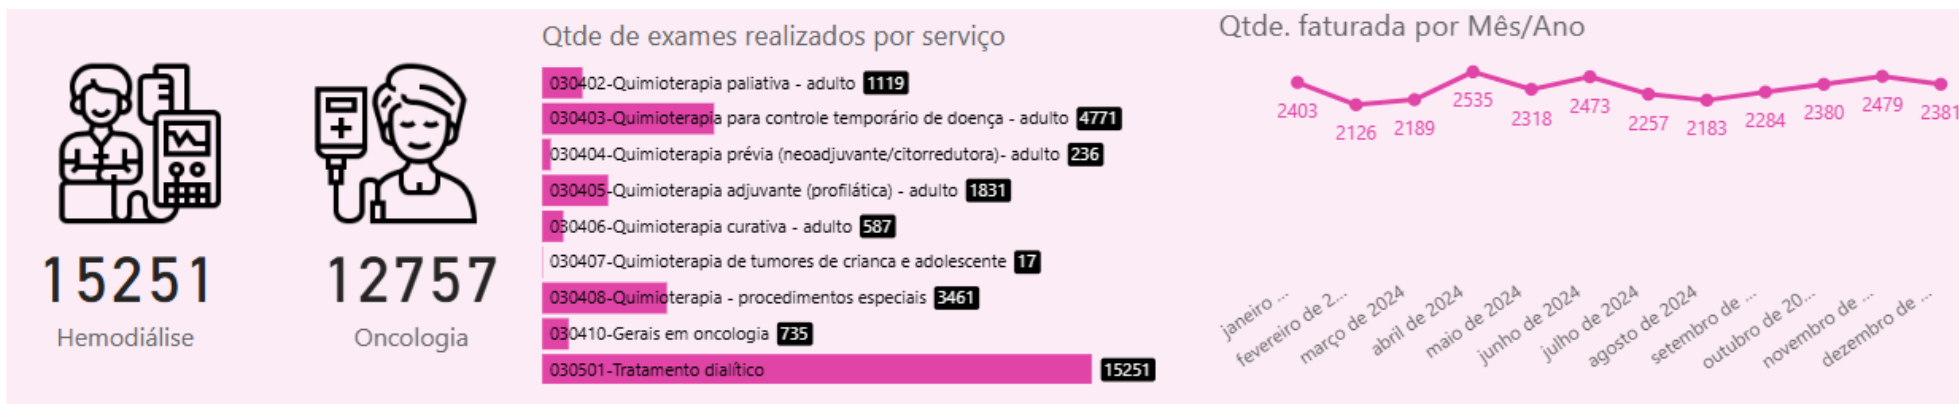 15251
Hemodiálise
12757
Oncologia
Qtde de exames realizados por serviço
030402-Quimioterapia paliativa - adulto 1119
030403-Quimioterapia para controle temporário de doença - adulto 4771
030404-Quimioterapia prévia (neoadjuvante/citorredutora)- adulto 236
030405-Quimioterapia adjuvante (profilática) - adulto 1831
030406-Quimioterapia curativa - adulto 587
030407-Quimioterapia de tumores de crianca e adolescente 17
030408-Quimioterapia - procedimentos especiais 3461
030410-Gerais em oncologia 735
030501-Tratamento dialítico 15251
Qtde. faturada por Mês/Ano
2403 2126 2189 2535 2318 2473 2257 2183 2284 2380 2479 2381
janeiro ...
fevereiro de 2...
março de 2024
abril de 2024
maio de 2024
junho de 2024
julho de 2024
agosto de 2024
setembro de ...
outubro de 20...
novembro de ...
dezembro de ...